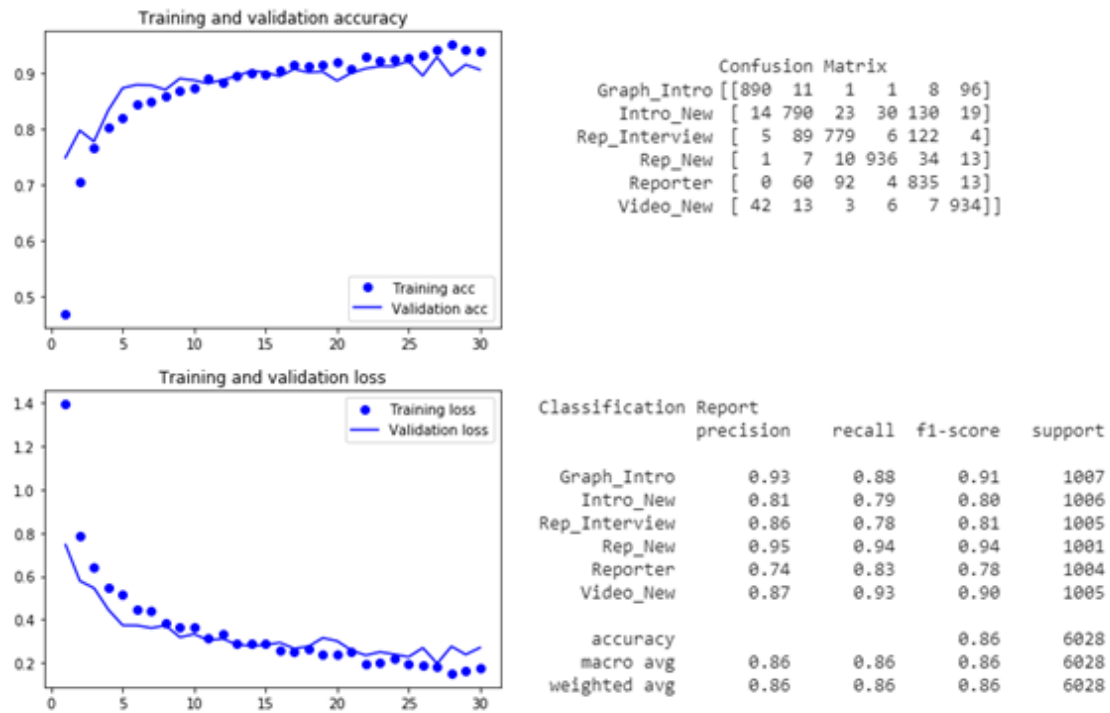 Training and validation accuracy
0.9
0.8
0.7
0.6
0.5
Training acc
Validation acc
0 5 10 15 20 25 30
Confusion Matrix
Graph_Intro [[890 11 1 1 8 96]
Intro_New [ 14 790 23 30 130 19]
Rep_Interview [ 5 89 779 6 122 4]
Rep_New [ 1 7 10 936 34 13]
Reporter [ 0 60 92 4 835 13]
Video_New [ 42 13 3 6 7 934]]
Training and validation loss
1.4
1.2
1.0
0.8
0.6
0.4
0.2
Training loss
Validation loss
0 5 10 15 20 25 30
Classification Report
precision recall f1-score support
Graph_Intro 0.93 0.88 0.91 1007
Intro_New 0.81 0.79 0.80 1006
Rep_Interview 0.86 0.78 0.81 1005
Rep_New 0.95 0.94 0.94 1001
Reporter 0.74 0.83 0.78 1004
Video_New 0.87 0.93 0.90 1005
accuracy 0.86 6028
macro avg 0.86 0.86 0.86 6028
weighted avg 0.86 0.86 0.86 6028